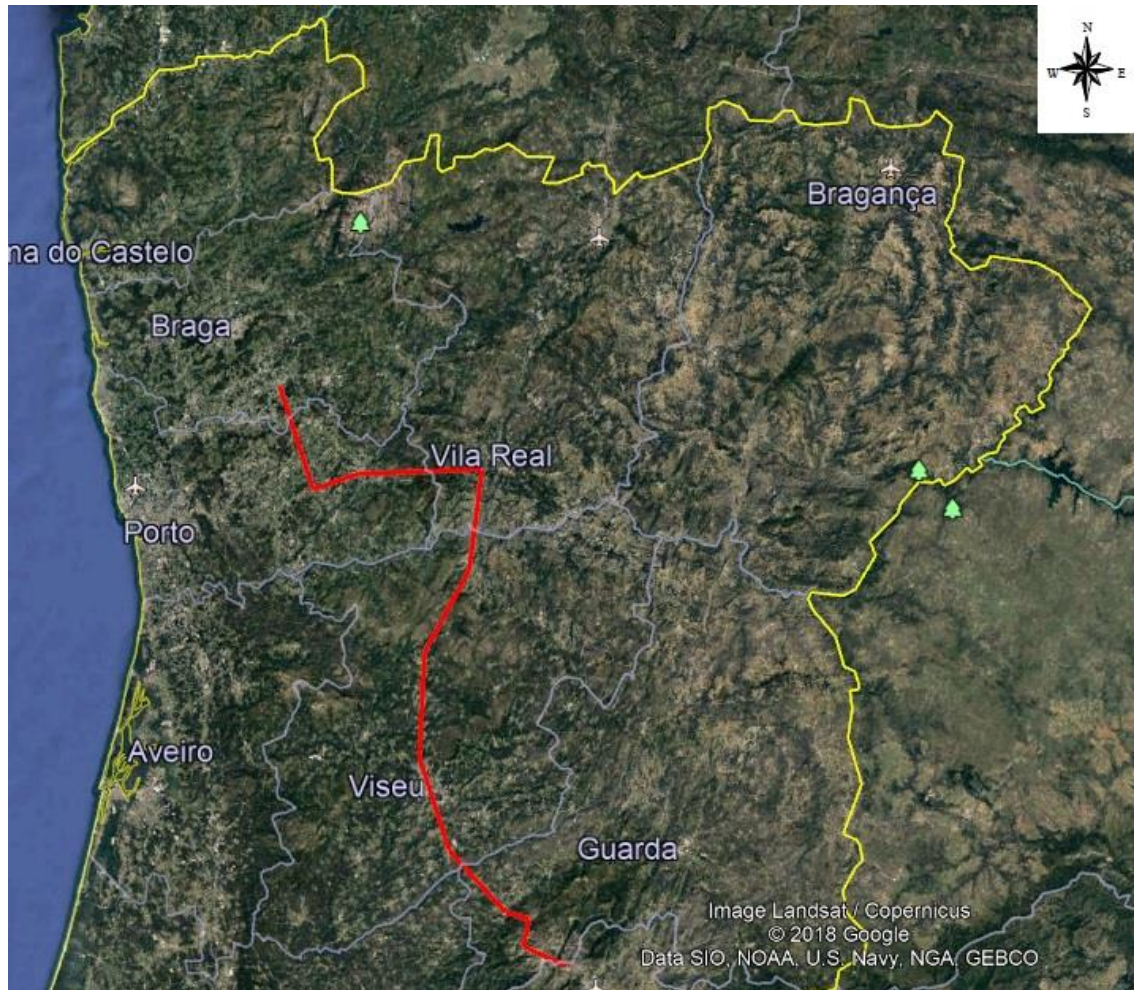 N
W E
S
Bragança
na do Castelo
Braga
Vila Real
Porto
Aveiro
Viseu
Guarda
Image Landsat / Copernicus
© 2018 Google
Data SIO, NOAA, U.S. Navy, NGA, GEBCO